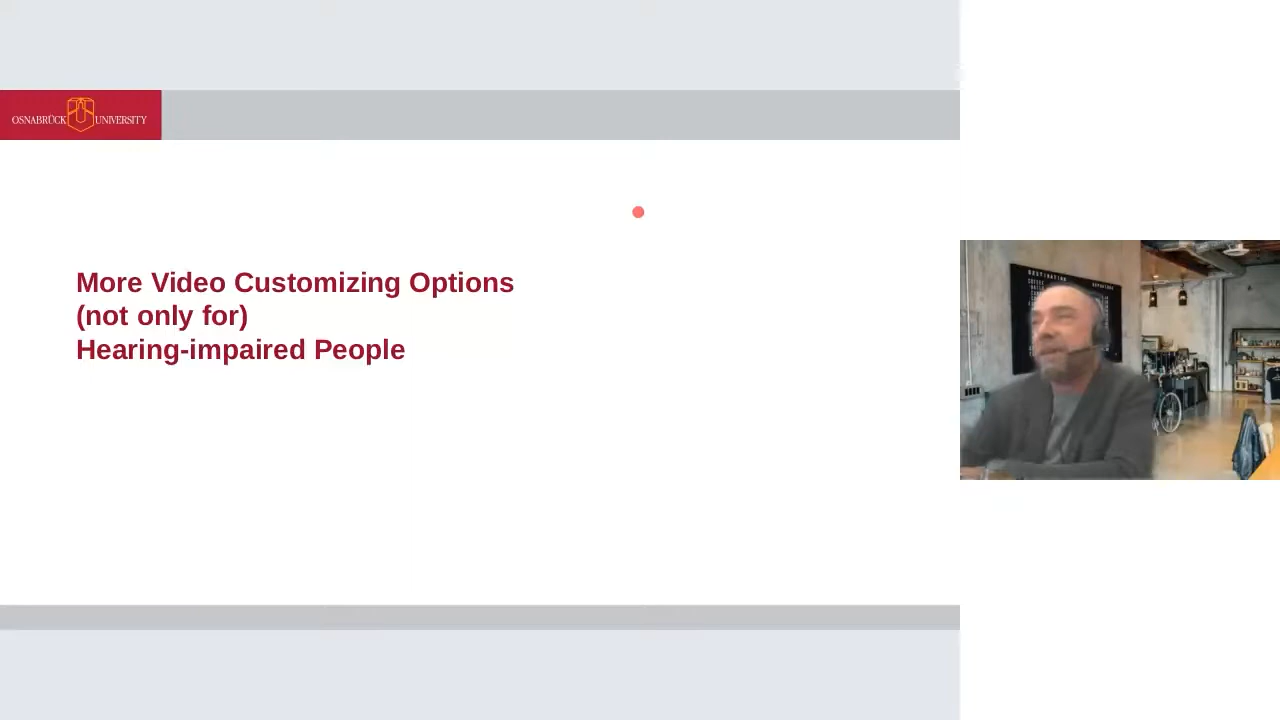 OSNABRÜCK UNIVERSITY
More Video Customizing Options
(not only for)
Hearing-impaired People